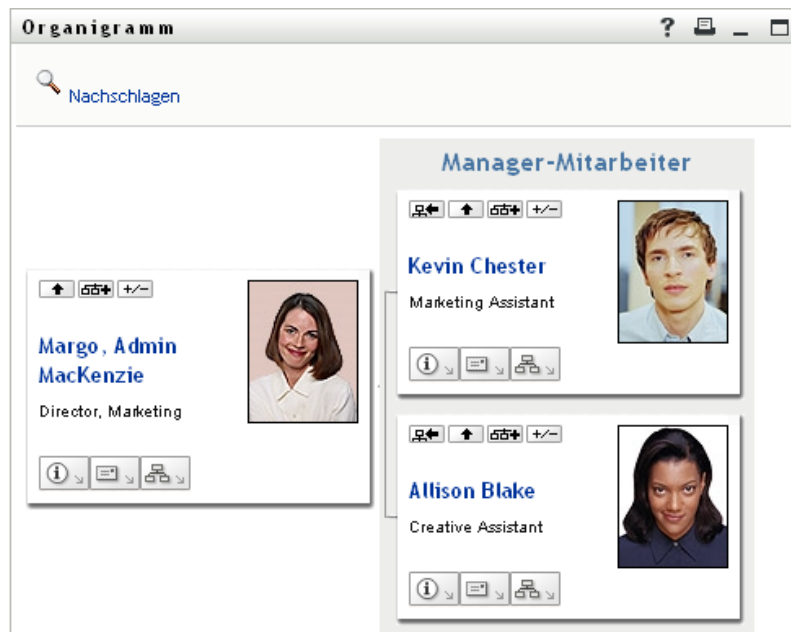 Organigramm
Nachschlagen
Manager-Mitarbeiter
Margo, Admin
MacKenzie
Director, Marketing
Kevin Chester
Marketing Assistant
Allison Blake
Creative Assistant